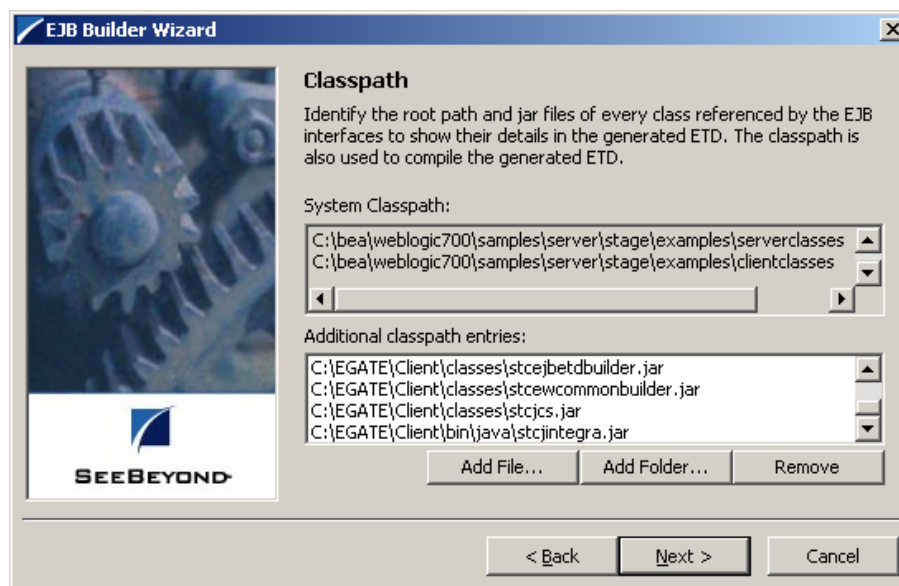 EJB Builder Wizard
Classpath
Identify the root path and jar files of every class referenced by the EJB
interfaces to show their details in the generated ETD. The classpath is
also used to compile the generated ETD.
System Classpath:
C:\bea\weblogic700\samples\server\stage\examples\serverclasses
C:\bea\weblogic700\samples\server\stage\examples\clientclasses
Additional classpath entries:
C:\EGATE\Client\classes\stcejbetdbuilder.jar
C:\EGATE\Client\classes\stcewcommonbuilder.jar
C:\EGATE\Client\classes\stcjcs.jar
C:\EGATE\Client\bin\java\stcjintegra.jar
SEEBEYOND
Add File... Add Folder... Remove
< Back Next > Cancel